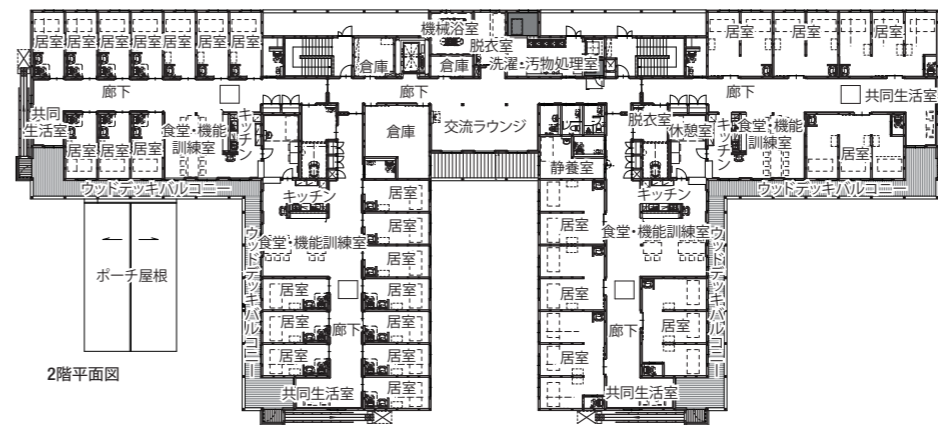 機械浴室
居室 居室 居室 居室 居室 居室 居室
脱衣室
居室 居室 居室
倉庫 倉庫 洗濯・汚物処理室
廊下 廊下 廊下
共同生活室
共同
生活室
居室 居室 居室
食堂・機能
訓練室
キッチン
倉庫
交流ラウンジ
脱衣室
休憩室
キッチン
食堂・機能
訓練室
居室
静養室
ウッドデッキバルコニー
キッチン
居室
キッチン
ウッドデッキバルコニー
居室
食堂・機能訓練室
居室
居室
食堂・機能訓練室
ウッドデッキバルコニー
ウッドデッキバルコニー
ポーチ屋根
居室
居室
居室
居室
居室
廊下
居室
廊下
居室
居室
居室
居室
2階平面図
共同生活室
居室
共同生活室